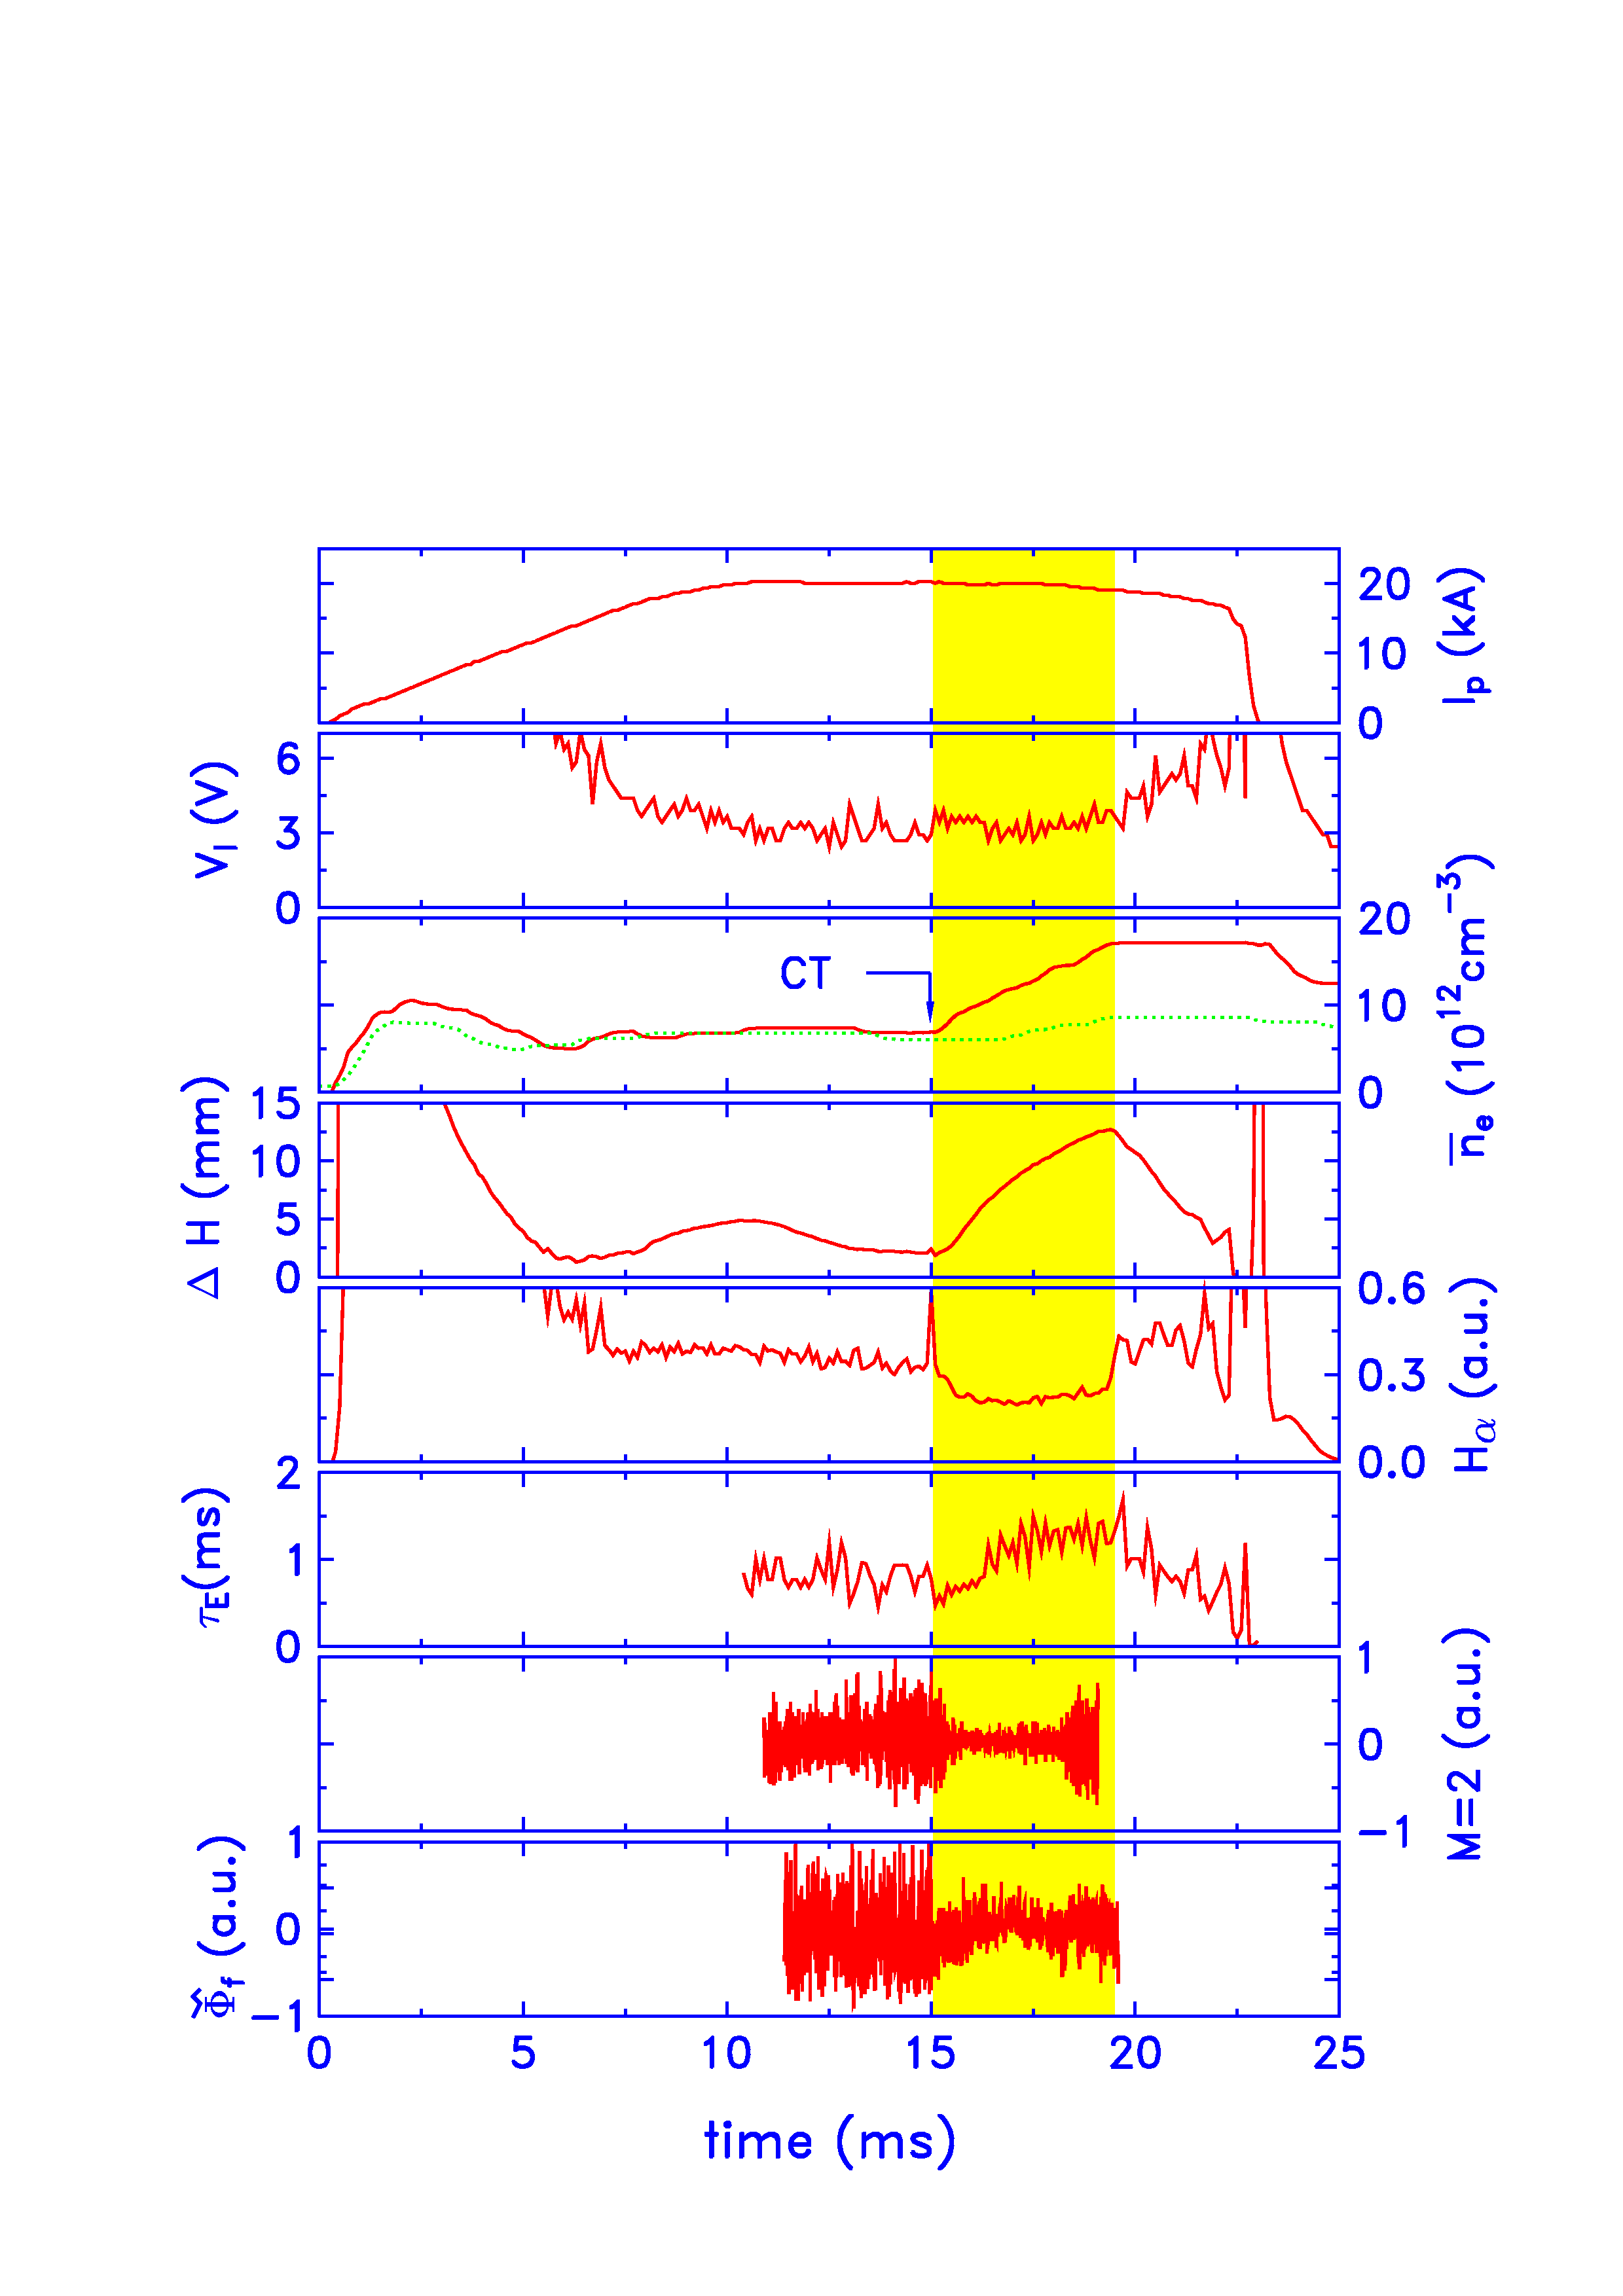 20
10
0
I_p (kA)
6
3
0
V_l (V)
20
10
0
n̅_e (10^12 cm^−3)
CT
15
10
5
0
Δ H (mm)
0.6
0.3
0.0
Hα (a.u.)
2
1
0
τ_E(ms)
1
0
−1
M=2 (a.u.)
1
0
−1
Φ̃_f (a.u.)
0 5 10 15 20 25
time (ms)